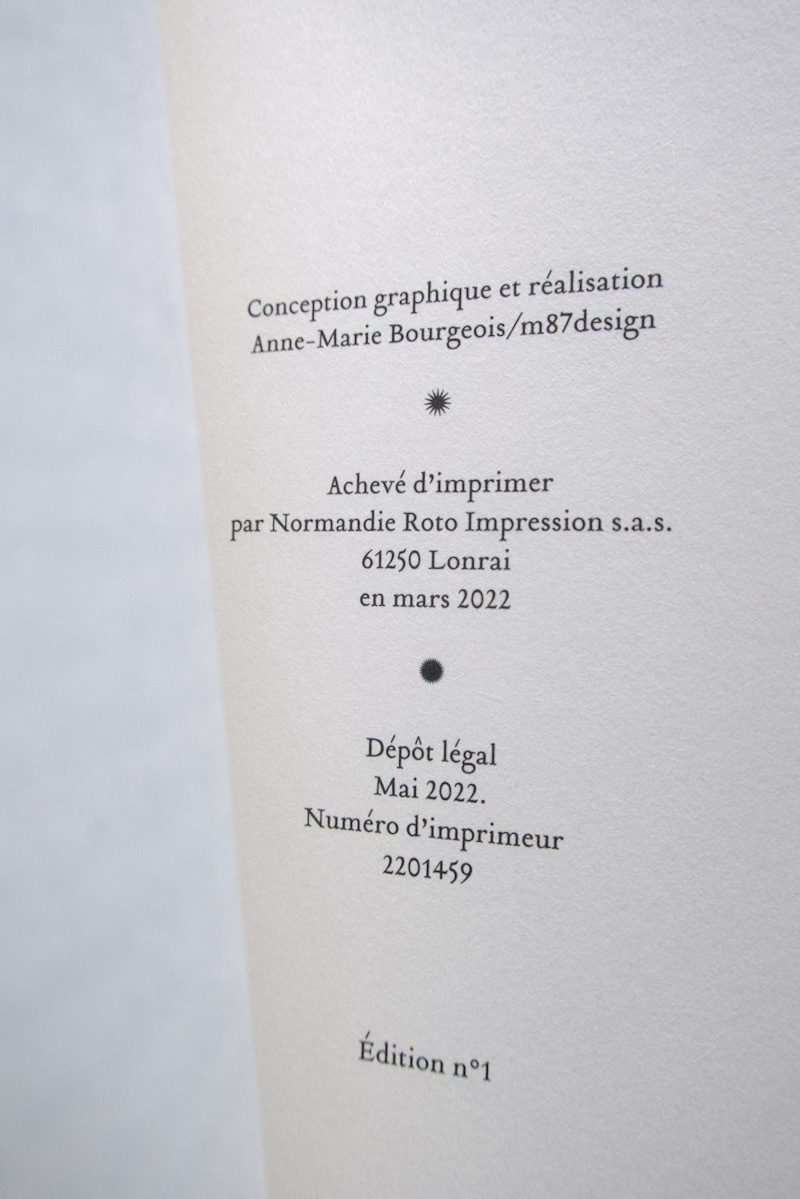 Conception graphique et réalisation
Anne-Marie Bourgeois/m87design
Achevé d’imprimer
par Normandie Roto Impression s.a.s.
61250 Lonrai
en mars 2022
Dépôt légal
Mai 2022.
Numéro d’imprimeur
2201459
Édition n°1